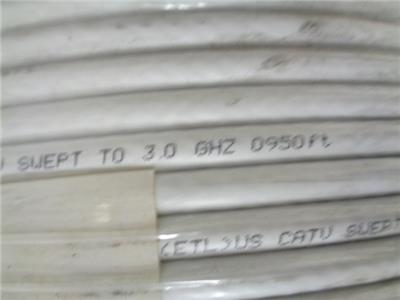 SWEPT TO 3.0 GHZ 0950ft
(ETL)US CATV SWEPT